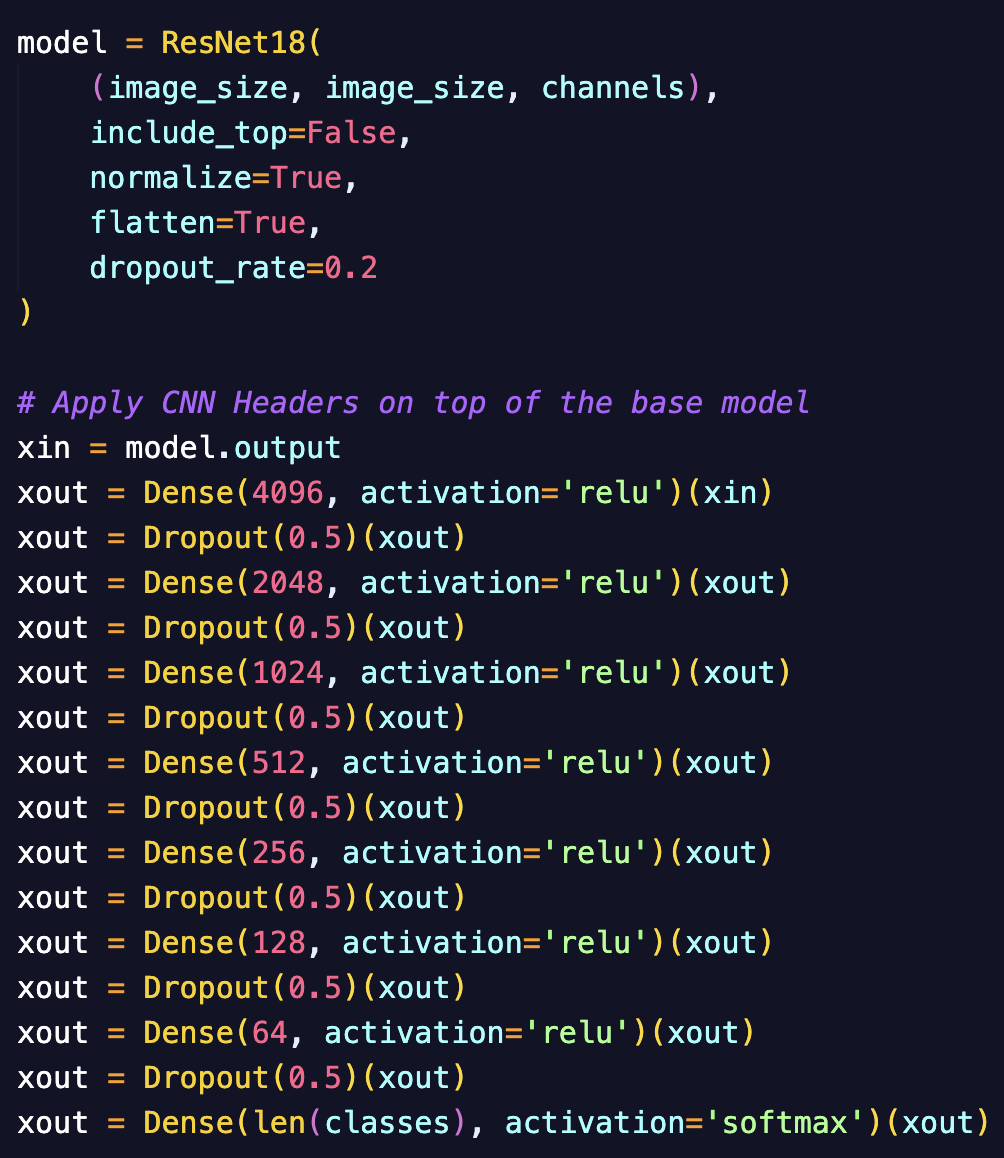 model = ResNet18(
    (image_size, image_size, channels),
    include_top=False,
    normalize=True,
    flatten=True,
    dropout_rate=0.2
)

# Apply CNN Headers on top of the base model
xin = model.output
xout = Dense(4096, activation='relu')(xin)
xout = Dropout(0.5)(xout)
xout = Dense(2048, activation='relu')(xout)
xout = Dropout(0.5)(xout)
xout = Dense(1024, activation='relu')(xout)
xout = Dropout(0.5)(xout)
xout = Dense(512, activation='relu')(xout)
xout = Dropout(0.5)(xout)
xout = Dense(256, activation='relu')(xout)
xout = Dropout(0.5)(xout)
xout = Dense(128, activation='relu')(xout)
xout = Dropout(0.5)(xout)
xout = Dense(64, activation='relu')(xout)
xout = Dropout(0.5)(xout)
xout = Dense(len(classes), activation='softmax')(xout)